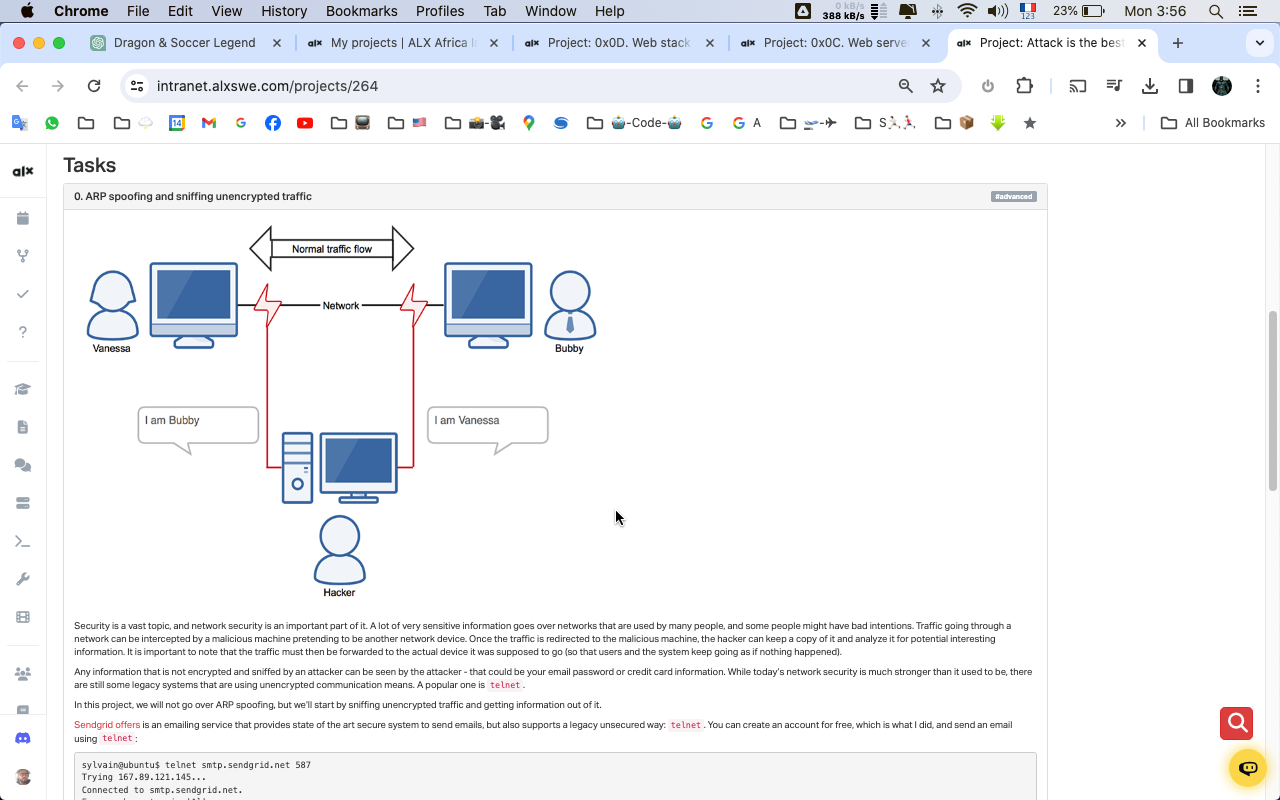 Chrome File Edit View History Bookmarks Profiles Tab Window Help
0 kB/s
388 kB/s
123
23%
Mon 3:56
Dragon & Soccer Legend
alx My projects | ALX Africa I
alx Project: 0x0D. Web stack
alx Project: 0x0C. Web serve
alx Project: Attack is the best
intranet.alxswe.com/projects/264
14
G
-Code-
G
G A
S
»
All Bookmarks
alx
Tasks
0. ARP spoofing and sniffing unencrypted traffic
#advanced
Normal traffic flow
Network
Vanessa
Bubby
I am Bubby
I am Vanessa
Hacker
Security is a vast topic, and network security is an important part of it. A lot of very sensitive information goes over networks that are used by many people, and some people might have bad intentions. Traffic going through a
network can be intercepted by a malicious machine pretending to be another network device. Once the traffic is redirected to the malicious machine, the hacker can keep a copy of it and analyze it for potential interesting
information. It is important to note that the traffic must then be forwarded to the actual device it was supposed to go (so that users and the system keep going as if nothing happened).
Any information that is not encrypted and sniffed by an attacker can be seen by the attacker - that could be your email password or credit card information. While today's network security is much stronger than it used to be, there
are still some legacy systems that are using unencrypted communication means. A popular one is telnet.
In this project, we will not go over ARP spoofing, but we'll start by sniffing unencrypted traffic and getting information out of it.
Sendgrid offers is an emailing service that provides state of the art secure system to send emails, but also supports a legacy unsecured way: telnet. You can create an account for free, which is what I did, and send an email
using telnet:
sylvain@ubuntu$ telnet smtp.sendgrid.net 587
Trying 167.89.121.145...
Connected to smtp.sendgrid.net.